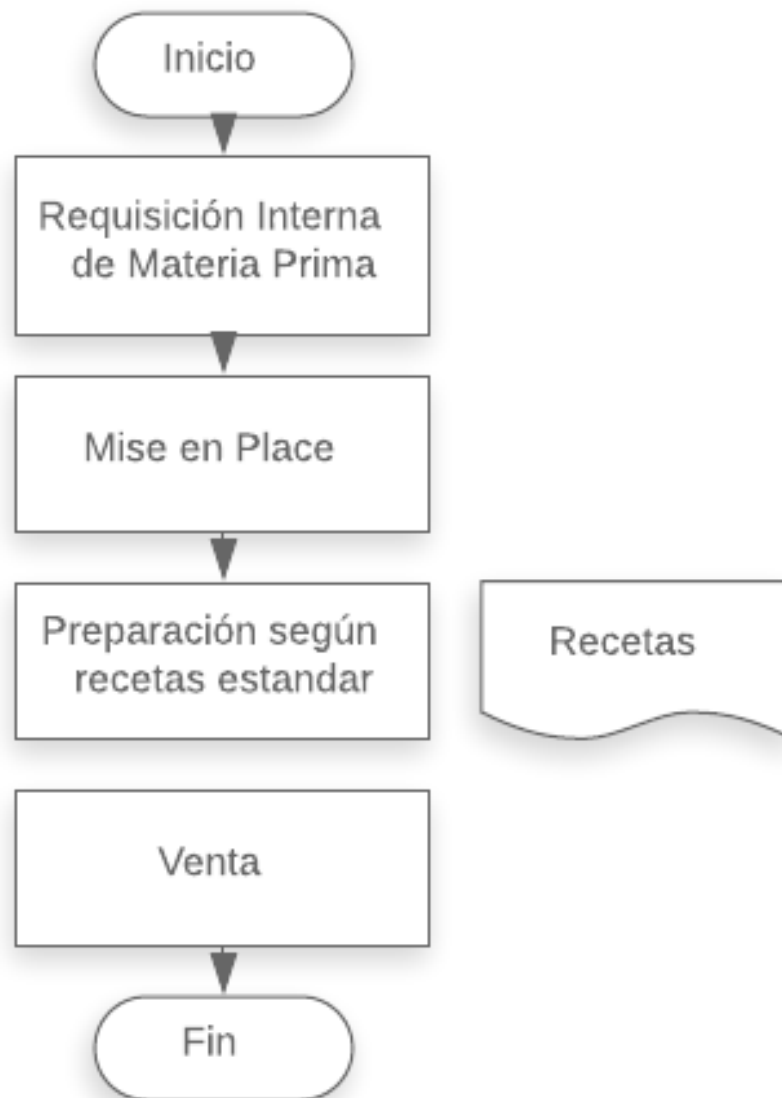 Inicio
Requisición Interna
de Materia Prima
Mise en Place
Preparación según
recetas estandar
Recetas
Venta
Fin